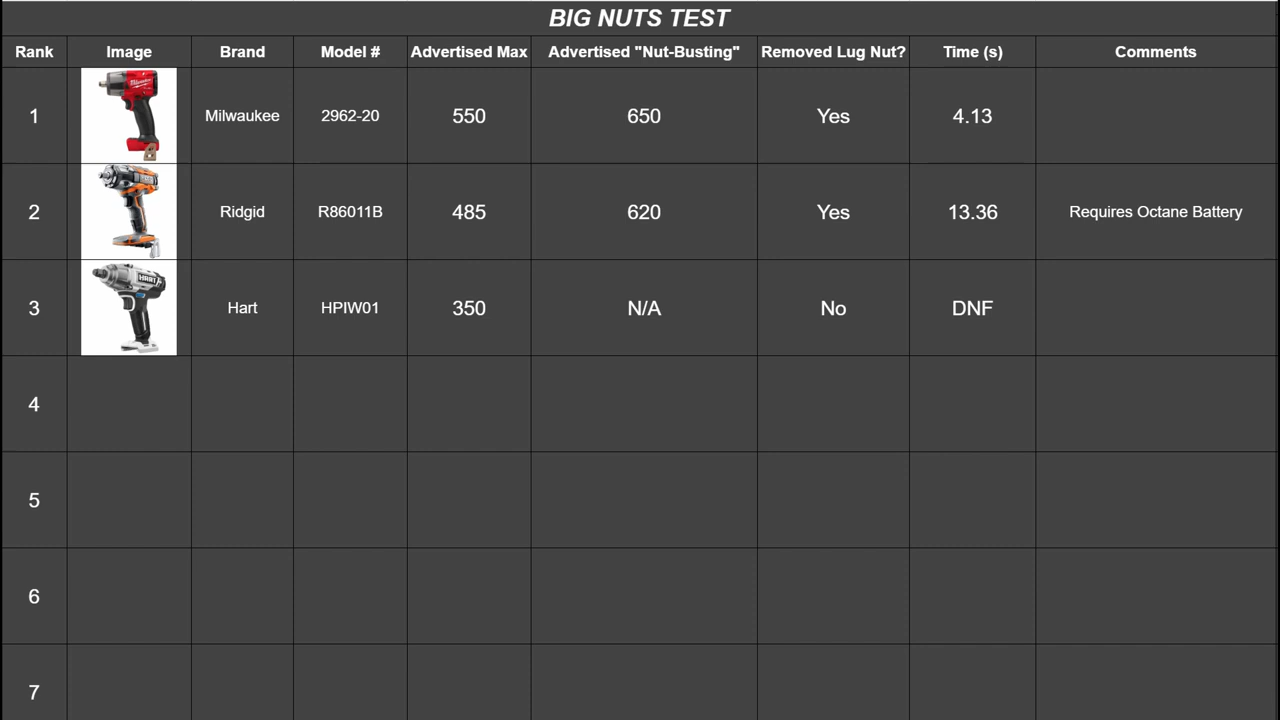 BIG NUTS TEST
Rank Image Brand Model # Advertised Max Advertised "Nut-Busting" Removed Lug Nut? Time (s) Comments
1 Milwaukee 2962-20 550 650 Yes 4.13
2 Ridgid R86011B 485 620 Yes 13.36 Requires Octane Battery
3 HART Hart HPIW01 350 N/A No DNF
4
5
6
7